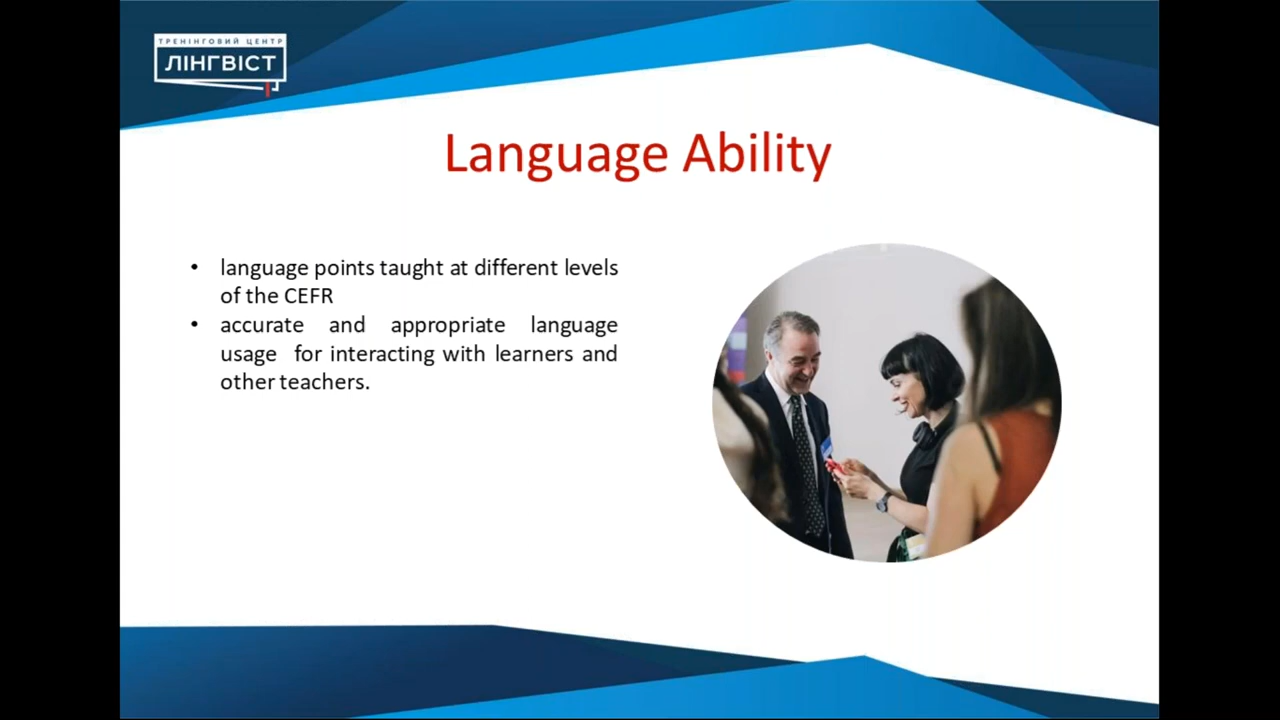 ТРЕНІНГОВИЙ ЦЕНТР
ЛІНГВІСТ
Language Ability
• language points taught at different levels
of the CEFR
• accurate and appropriate language
usage for interacting with learners and
other teachers.